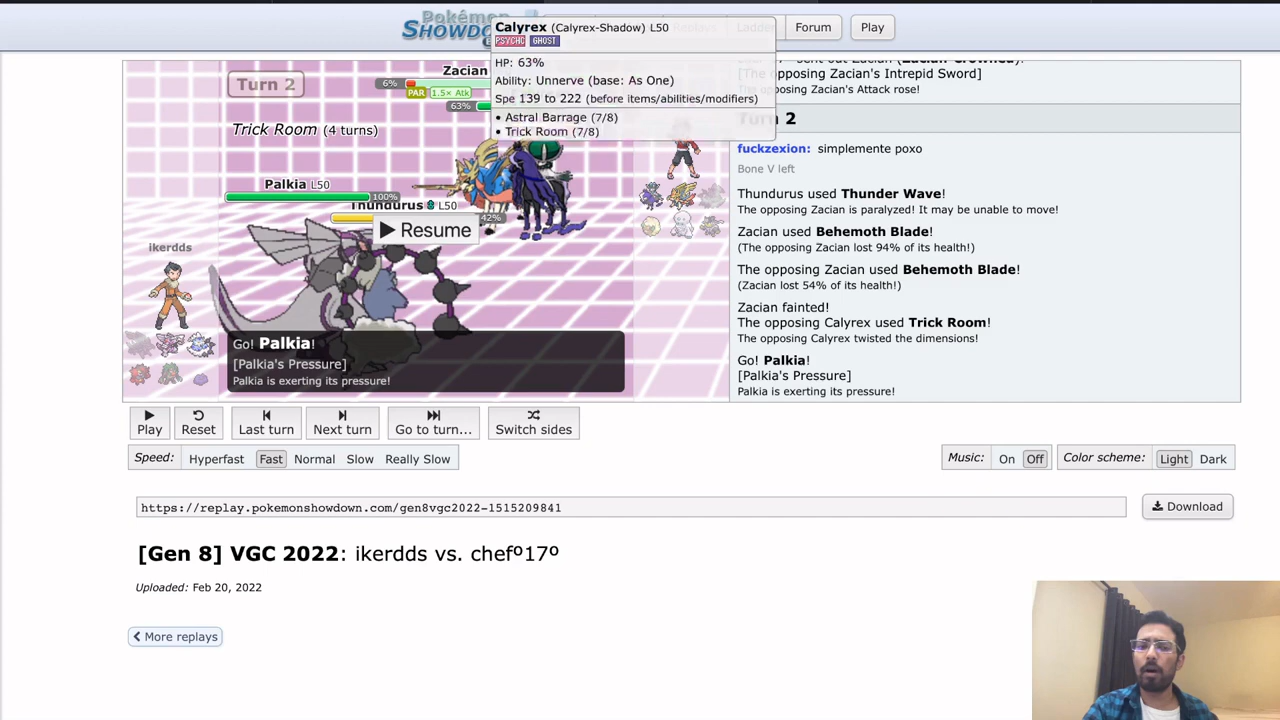 Pokémon
SHOWDO
Calyrex (Calyrex-Shadow) L50
PSYCHC GHOST
HP: 63%
Ability: Unnerve (base: As One)
Spe 139 to 222 (before items/abilities/modifiers)
• Astral Barrage (7/8)
• Trick Room (7/8)
Forum
Play
Turn 2
Zacian
6%
PAR 1.5× Atk
63%
Trick Room (4 turns)
Palkia L50
100%
Thundurus L50
42%
Resume
ikerdds
Go! Palkia!
[Palkia's Pressure]
Palkia is exerting its pressure!
[The opposing Zacian's Intrepid Sword]
The opposing Zacian's Attack rose!
Turn 2
fuckzexion: simplemente poxo
Bone V left
Thundurus used Thunder Wave!
The opposing Zacian is paralyzed! It may be unable to move!
Zacian used Behemoth Blade!
(The opposing Zacian lost 94% of its health!)
The opposing Zacian used Behemoth Blade!
(Zacian lost 54% of its health!)
Zacian fainted!
The opposing Calyrex used Trick Room!
The opposing Calyrex twisted the dimensions!
Go! Palkia!
[Palkia's Pressure]
Palkia is exerting its pressure!
Play Reset Last turn Next turn Go to turn... Switch sides
Speed: Hyperfast Fast Normal Slow Really Slow
Music: On Off Color scheme: Light Dark
https://replay.pokemonshowdown.com/gen8vgc2022-1515209841
Download
[Gen 8] VGC 2022: ikerdds vs. chefº17º
Uploaded: Feb 20, 2022
More replays